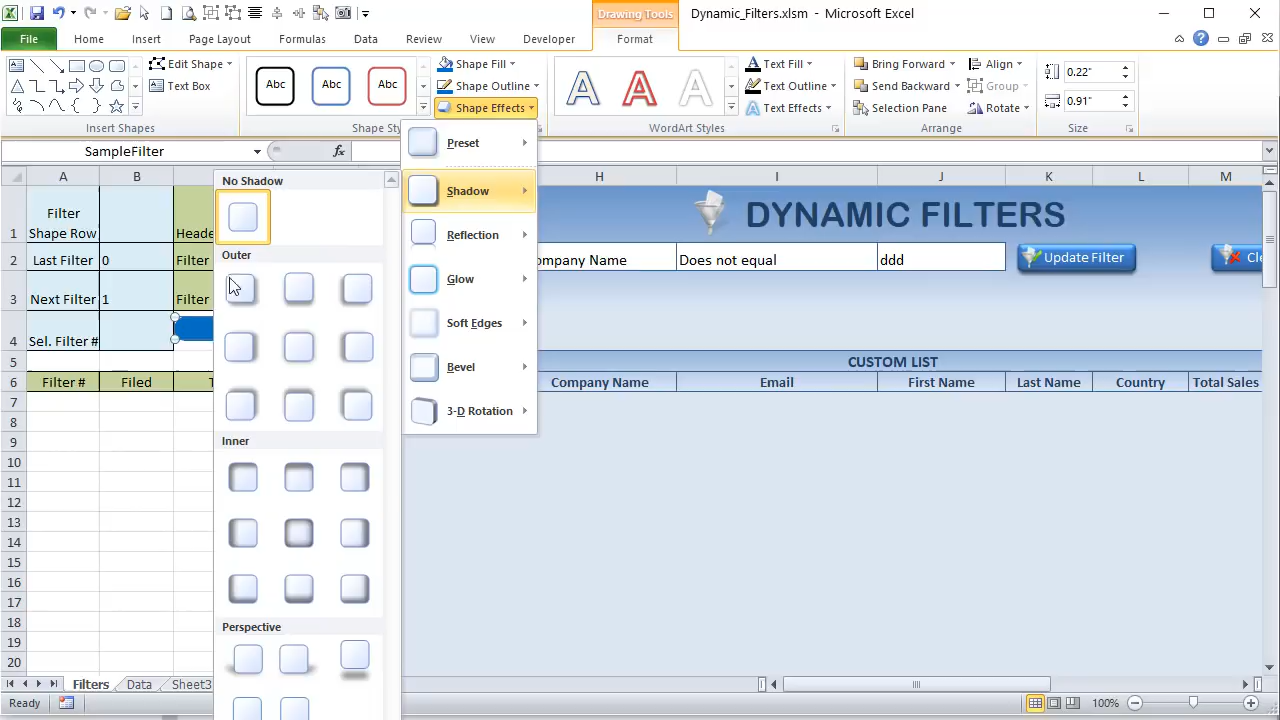 Drawing Tools
Dynamic_Filters.xlsm - Microsoft Excel
File Home Insert Page Layout Formulas Data Review View Developer Format
Edit Shape
Text Box
Insert Shapes
Abc Abc Abc
Shape Fill
Shape Outline
Shape Effects
Shape Sty
Text Fill
Text Outline
Text Effects
WordArt Styles
Bring Forward
Send Backward
Selection Pane
Align
Group
Rotate
Arrange
0.22"
0.91"
Size
SampleFilter fx
Preset
Shadow
Reflection
Glow
Soft Edges
Bevel
3-D Rotation
No Shadow
Outer
Inner
Perspective
A B H I J K L M
1 Filter Shape Row Heade DYNAMIC FILTERS
2 Last Filter 0 Filter ompany Name Does not equal ddd Update Filter Cle
3 Next Filter 1 Filter
4 Sel. Filter #
5 CUSTOM LIST
6 Filter # Filed T Company Name Email First Name Last Name Country Total Sales
7
8
9
10
11
12
13
14
15
16
17
18
19
20
Filters Data Sheet3
Ready 100%